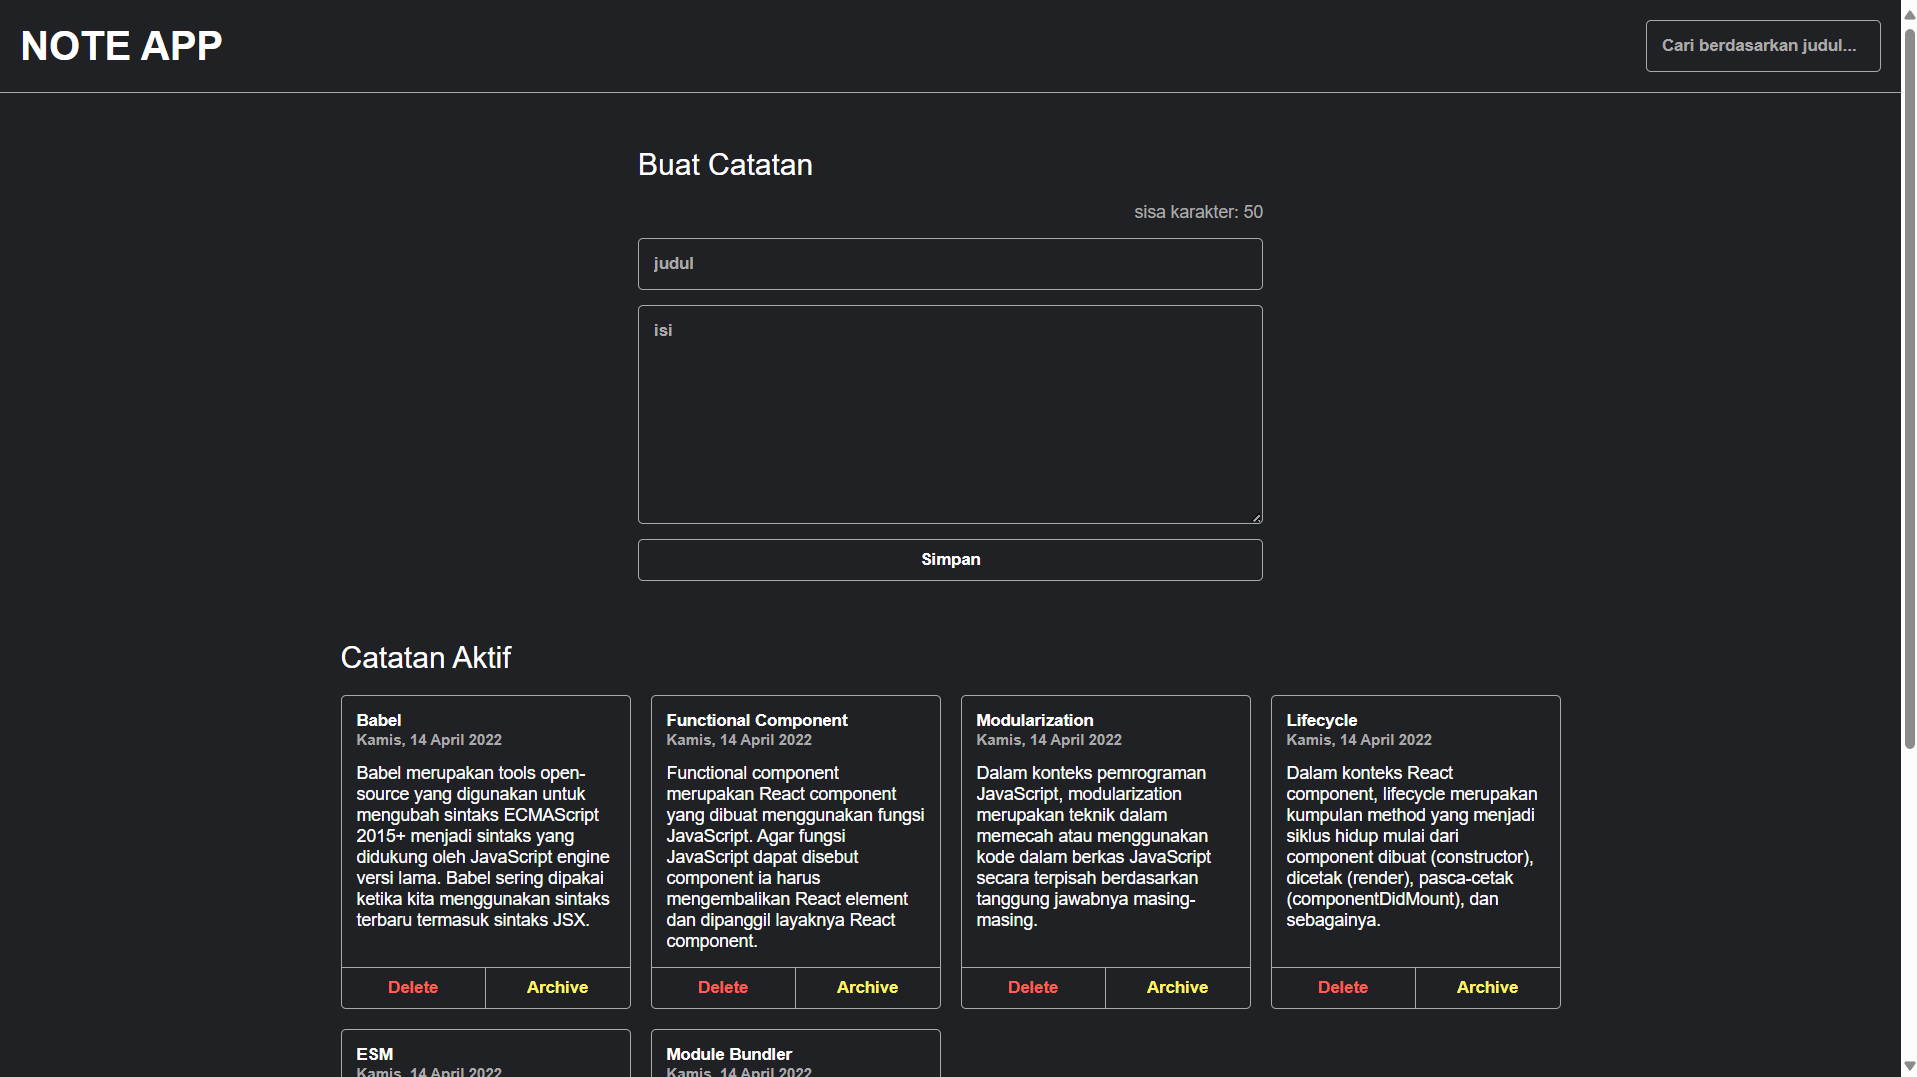 NOTE APP
Cari berdasarkan judul...
Buat Catatan
sisa karakter: 50
judul
isi
Simpan
Catatan Aktif
Babel
Kamis, 14 April 2022
Babel merupakan tools open-
source yang digunakan untuk
mengubah sintaks ECMAScript
2015+ menjadi sintaks yang
didukung oleh JavaScript engine
versi lama. Babel sering dipakai
ketika kita menggunakan sintaks
terbaru termasuk sintaks JSX.
Delete
Archive
Functional Component
Kamis, 14 April 2022
Functional component
merupakan React component
yang dibuat menggunakan fungsi
JavaScript. Agar fungsi
JavaScript dapat disebut
component ia harus
mengembalikan React element
dan dipanggil layaknya React
component.
Delete
Archive
Modularization
Kamis, 14 April 2022
Dalam konteks pemrograman
JavaScript, modularization
merupakan teknik dalam
memecah atau menggunakan
kode dalam berkas JavaScript
secara terpisah berdasarkan
tanggung jawabnya masing-
masing.
Delete
Archive
Lifecycle
Kamis, 14 April 2022
Dalam konteks React
component, lifecycle merupakan
kumpulan method yang menjadi
siklus hidup mulai dari
component dibuat (constructor),
dicetak (render), pasca-cetak
(componentDidMount), dan
sebagainya.
Delete
Archive
ESM
Kamis, 14 April 2022
Module Bundler
Kamis, 14 April 2022